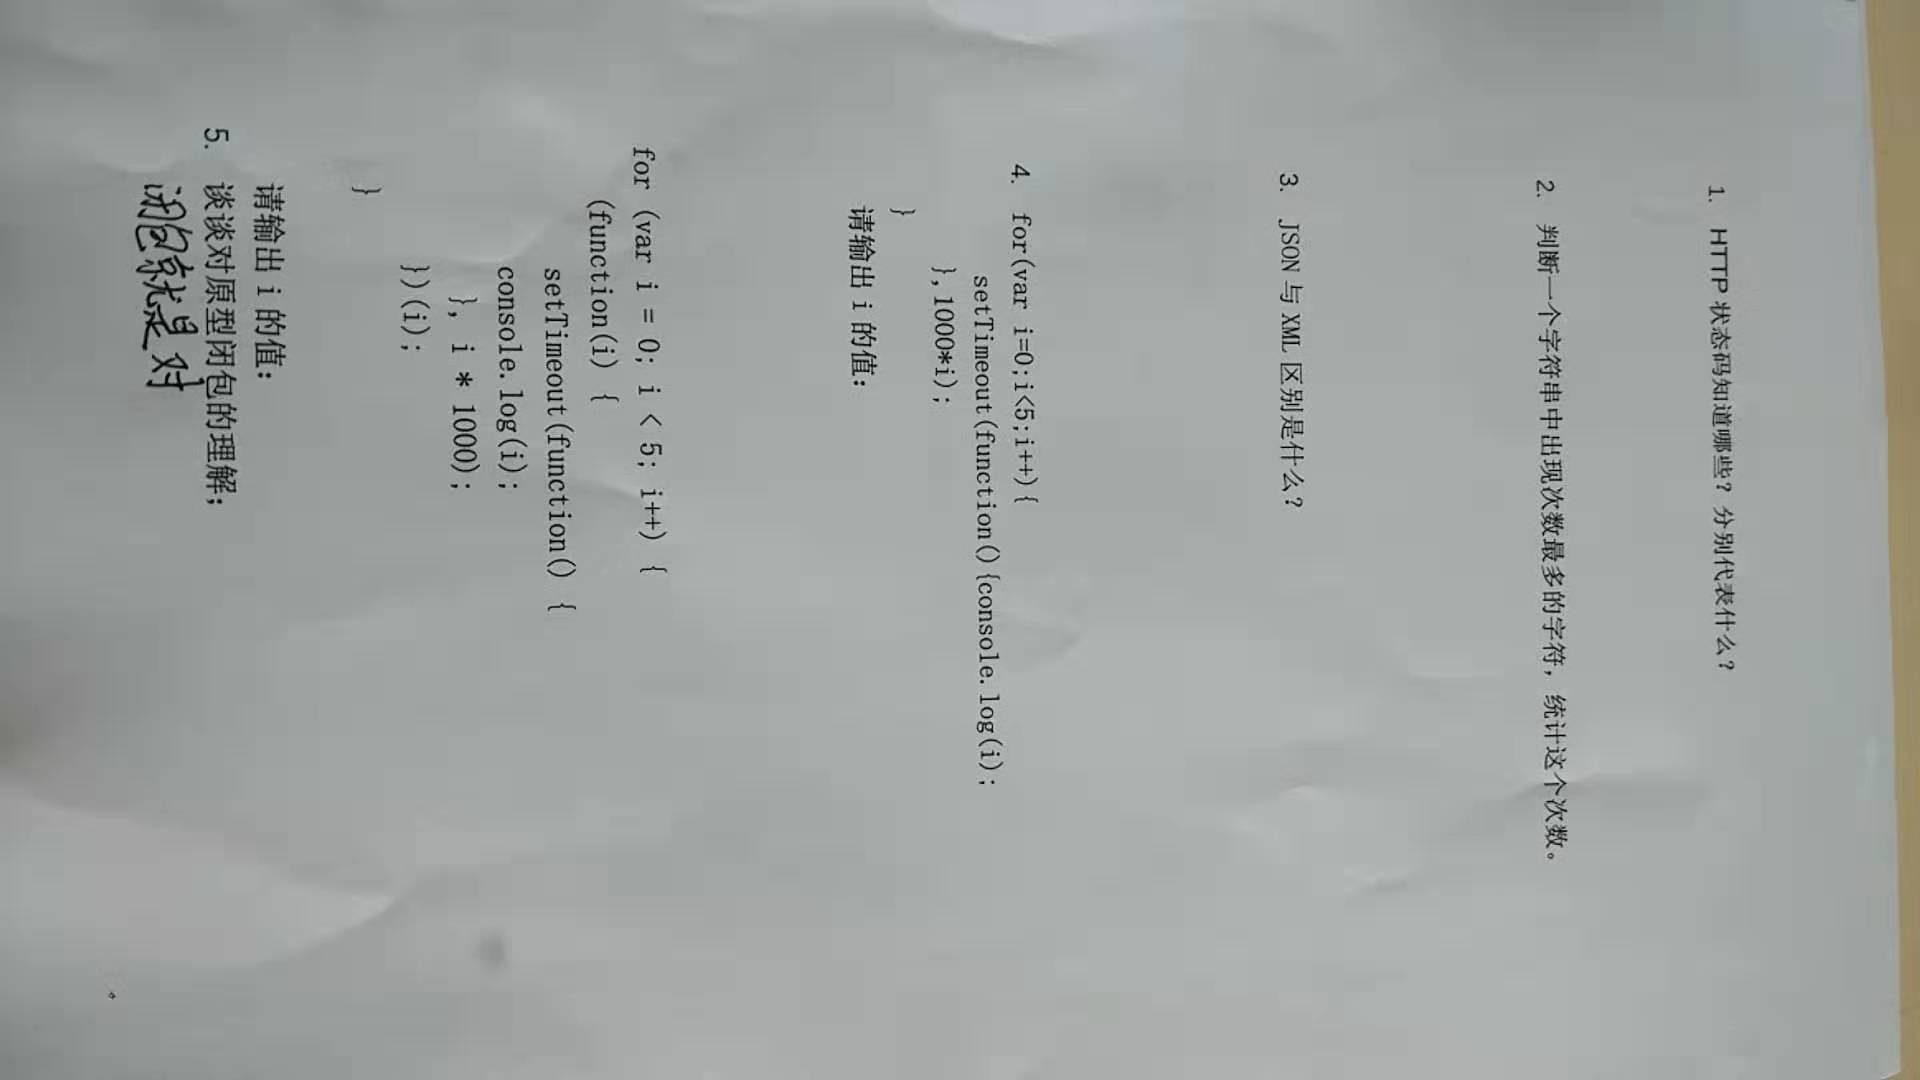 1. HTTP 状态码知道哪些？分别代表什么？
2. 判断一个字符串中出现次数最多的字符，统计这个次数。
3. JSON 与 XML 区别是什么？
4. for(var i=0;i<5;i++){
setTimeout(function(){console.log(i);
},1000*i);
}
请输出 i 的值：
for (var i = 0; i < 5; i++) {
(function(i) {
setTimeout(function() {
console.log(i);
}, i * 1000);
})(i);
}
请输出 i 的值：
5. 谈谈对原型闭包的理解；
闭包就是对